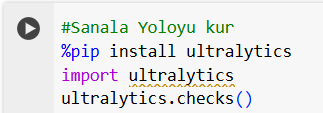 #Sanala Yoloyu kur
%pip install ultralytics
import ultralytics
ultralytics.checks()